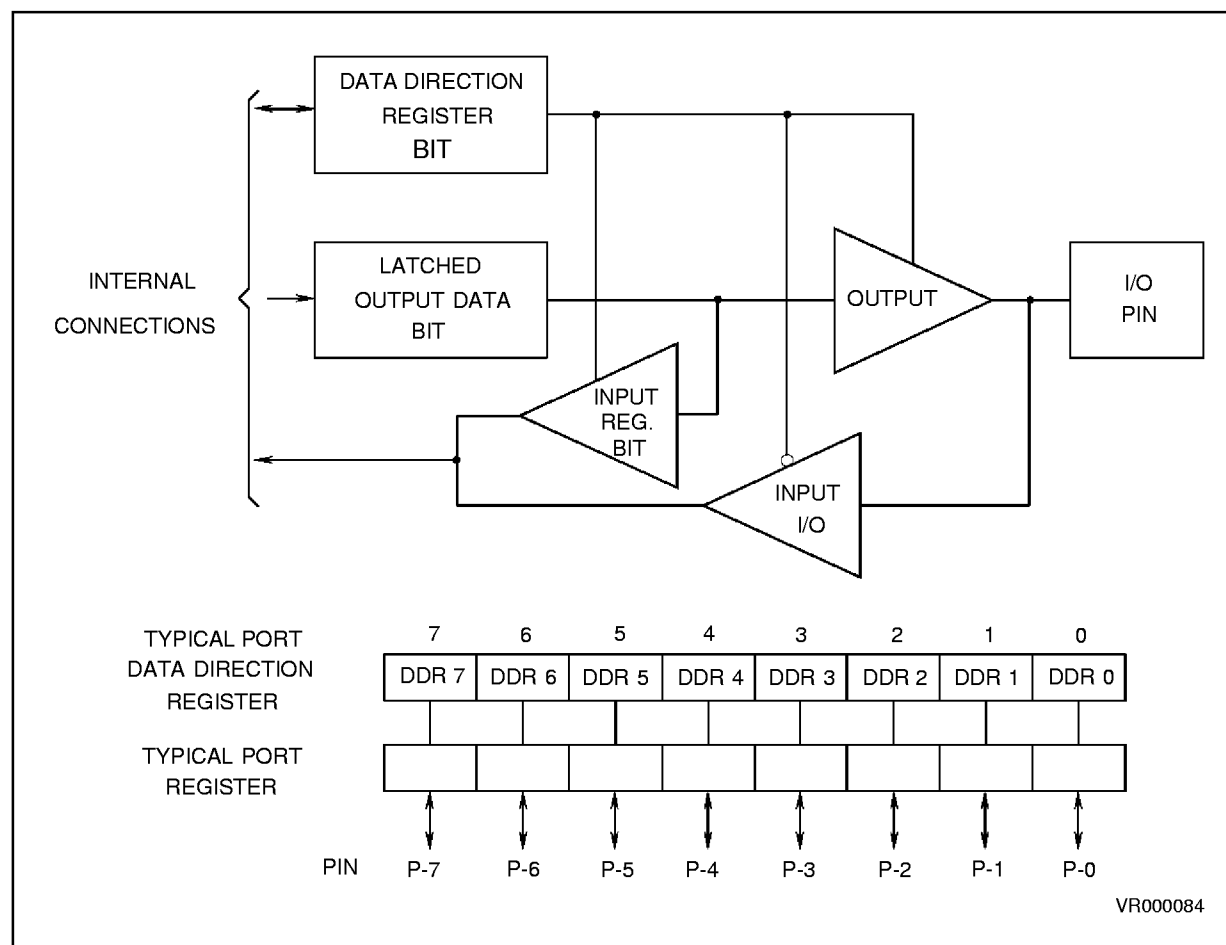 DATA DIRECTION
REGISTER
BIT
LATCHED
OUTPUT DATA
BIT
INTERNAL
CONNECTIONS
OUTPUT
I/O
PIN
INPUT
REG.
BIT
INPUT
I/O
TYPICAL PORT
DATA DIRECTION
REGISTER
7 6 5 4 3 2 1 0
DDR 7 DDR 6 DDR 5 DDR 4 DDR 3 DDR 2 DDR 1 DDR 0
TYPICAL PORT
REGISTER
PIN P-7 P-6 P-5 P-4 P-3 P-2 P-1 P-0
VR000084